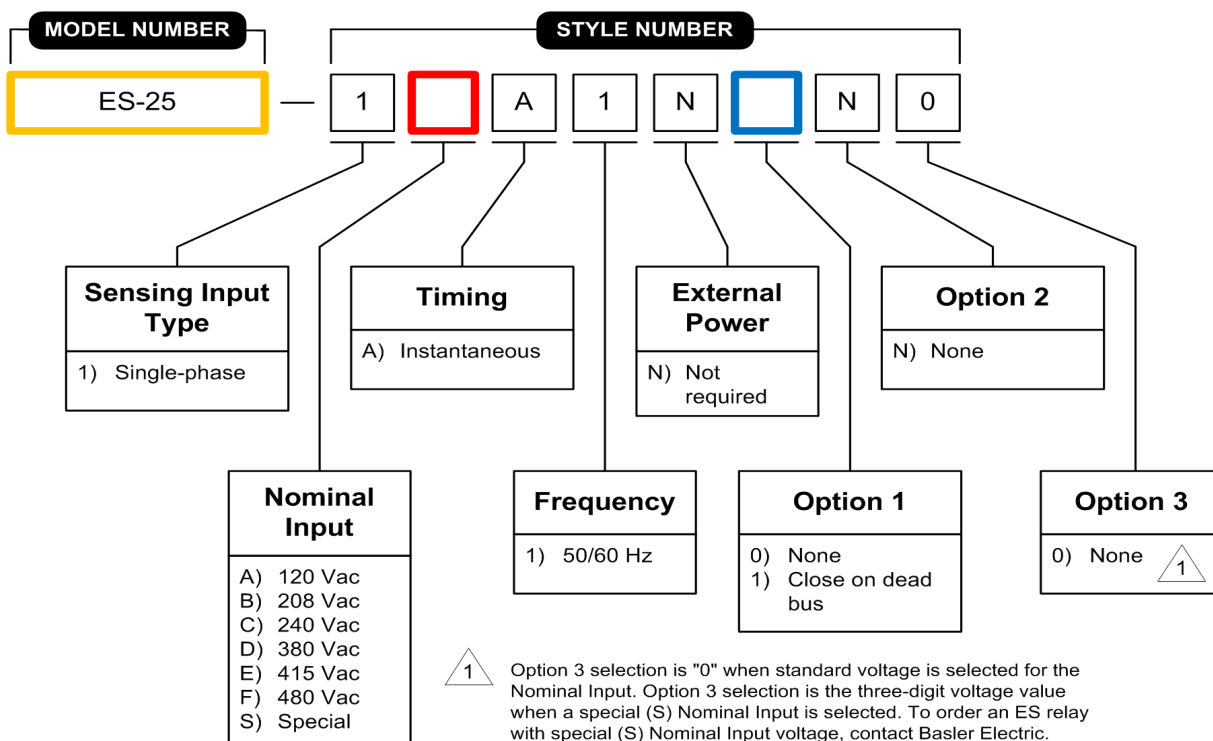 MODEL NUMBER
STYLE NUMBER
ES-25 — 1 A 1 N N 0
Sensing Input
Type
1) Single-phase
Timing
A) Instantaneous
External
Power
N) Not
required
Option 2
N) None
Nominal
Input
A) 120 Vac
B) 208 Vac
C) 240 Vac
D) 380 Vac
E) 415 Vac
F) 480 Vac
S) Special
Frequency
1) 50/60 Hz
Option 1
0) None
1) Close on dead
bus
Option 3
0) None 1
1 Option 3 selection is "0" when standard voltage is selected for the
Nominal Input. Option 3 selection is the three-digit voltage value
when a special (S) Nominal Input is selected. To order an ES relay
with special (S) Nominal Input voltage, contact Basler Electric.